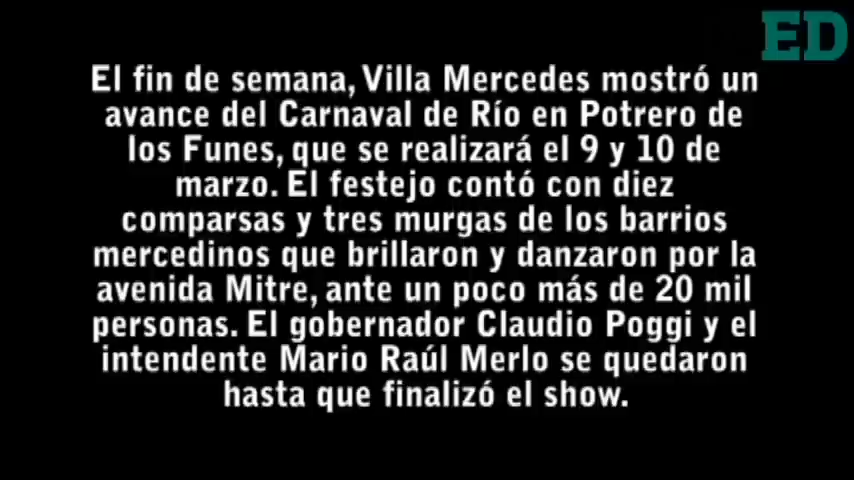 ED
El fin de semana, Villa Mercedes mostró un
avance del Carnaval de Río en Potrero de
los Funes, que se realizará el 9 y 10 de
marzo. El festejo contó con diez
comparsas y tres murgas de los barrios
mercedinos que brillaron y danzaron por la
avenida Mitre, ante un poco más de 20 mil
personas. El gobernador Claudio Poggi y el
intendente Mario Raúl Merlo se quedaron
hasta que finalizó el show.